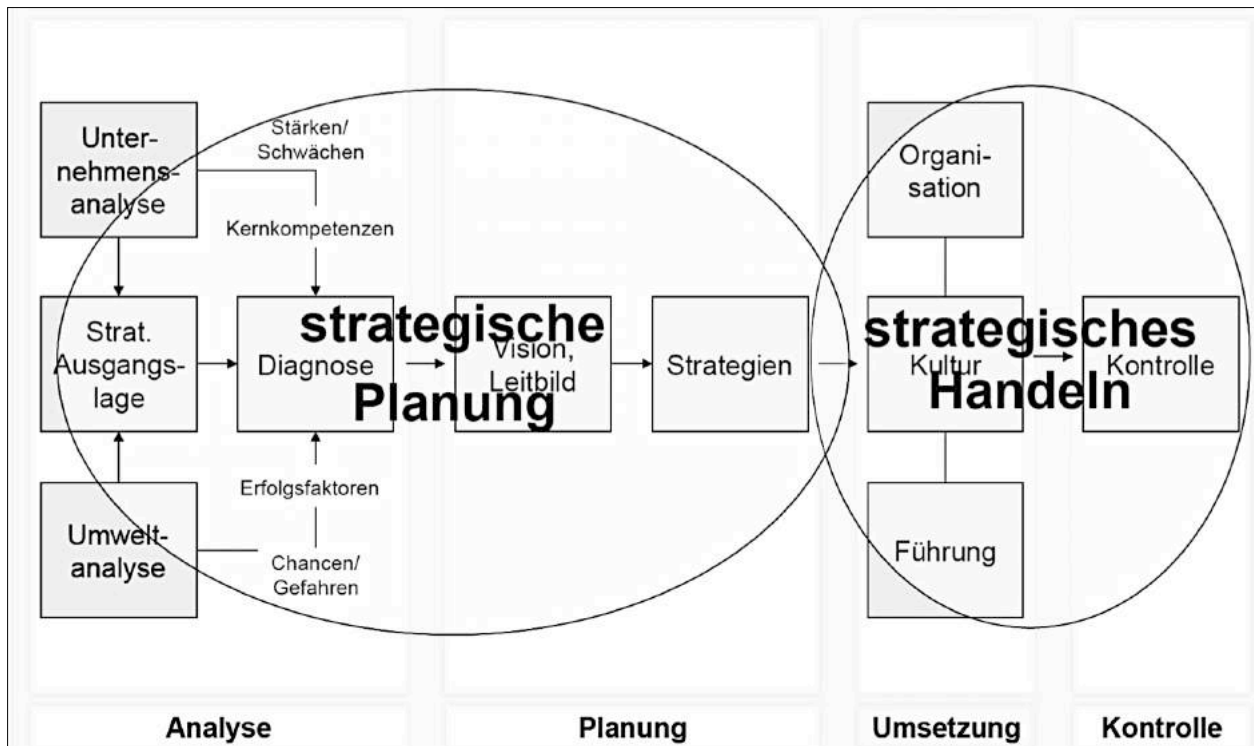 Unter-
nehmens-
analyse
Stärken/
Schwächen
Kernkompetenzen
Strat.
Ausgangs-
lage
Diagnose
strategische
Planung
Vision,
Leitbild
Strategien
Umwelt-
analyse
Erfolgsfaktoren
Chancen/
Gefahren
Organi-
sation
strategisches
Handeln
Kultur
Kontrolle
Führung
Analyse
Planung
Umsetzung
Kontrolle